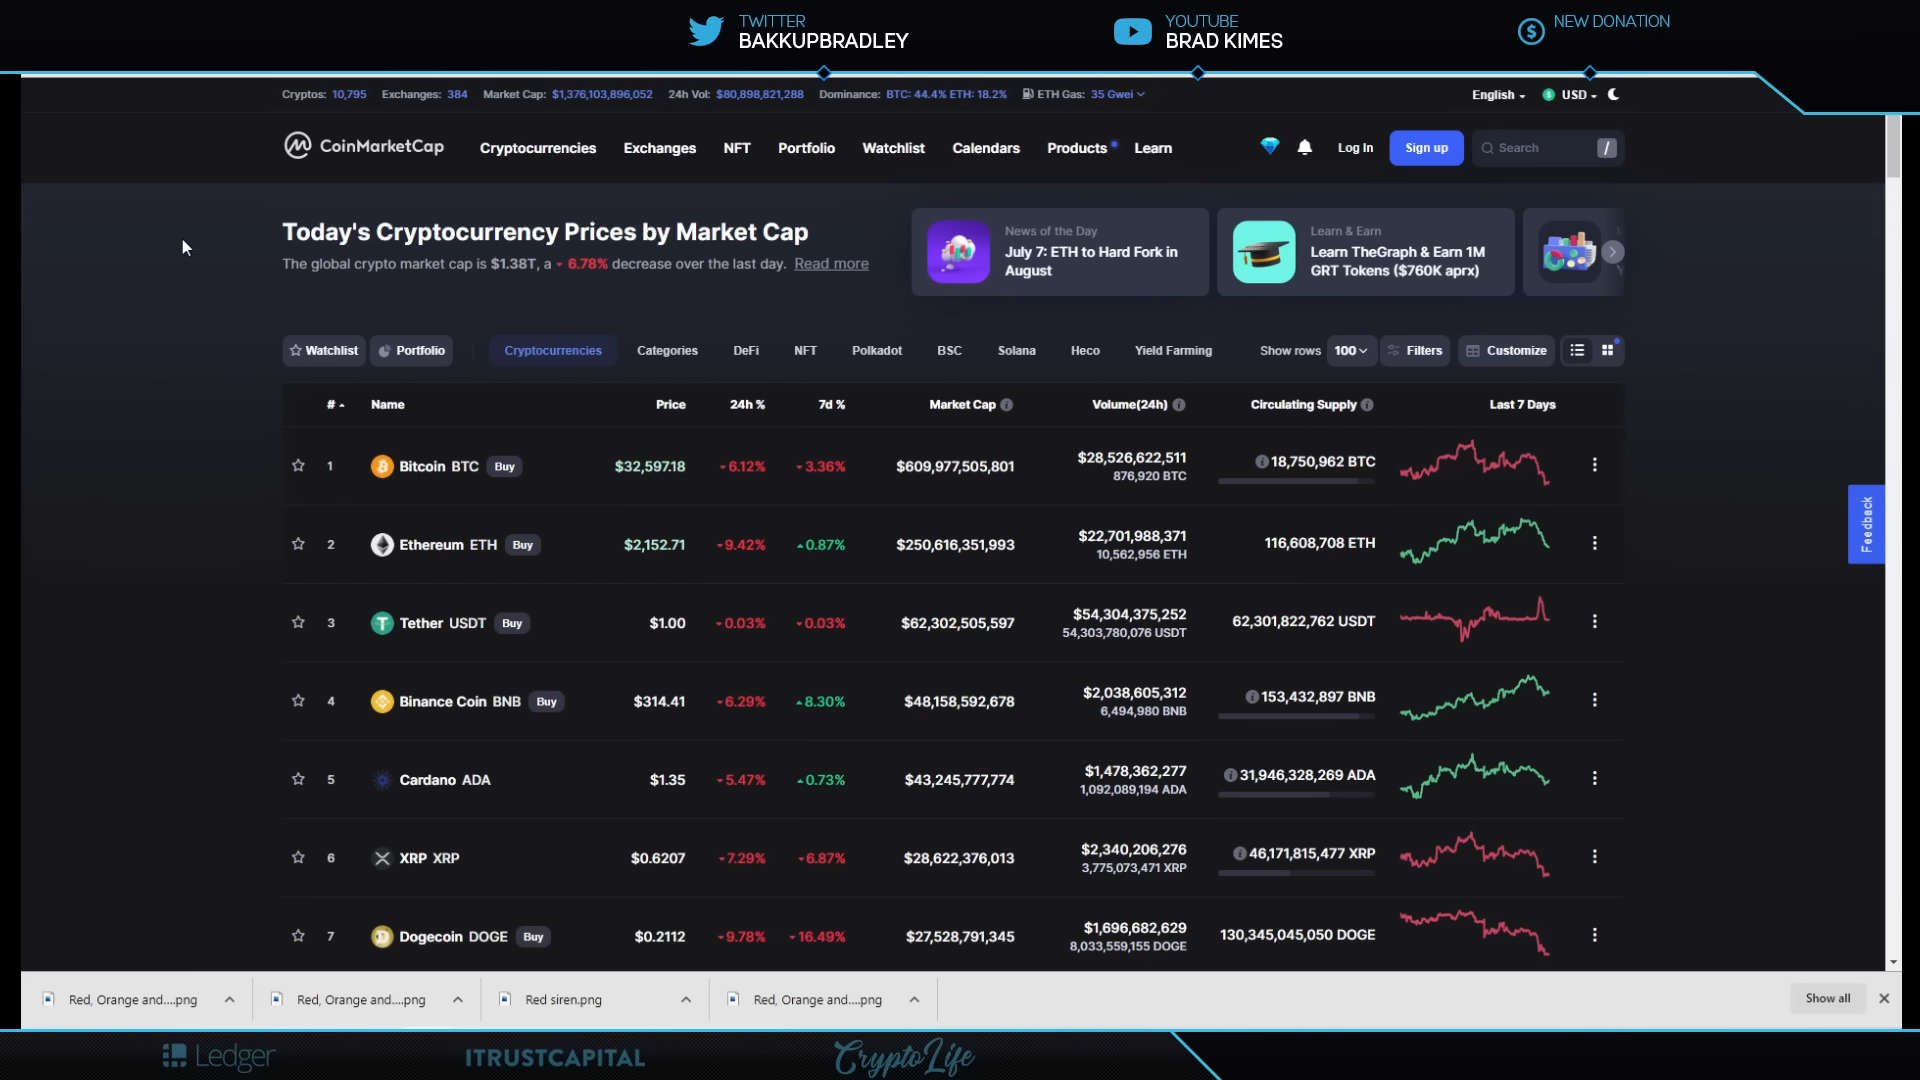 TWITTER
BAKKUPBRADLEY
YOUTUBE
BRAD KIMES
NEW DONATION
Cryptos: 10,795 Exchanges: 384 Market Cap: $1,376,103,896,052 24h Vol: $80,898,821,288 Dominance: BTC: 44.4% ETH: 18.2% ETH Gas: 35 Gwei English USD
CoinMarketCap Cryptocurrencies Exchanges NFT Portfolio Watchlist Calendars Products Learn Log In Sign up Search /
Today's Cryptocurrency Prices by Market Cap
The global crypto market cap is $1.38T, a 6.78% decrease over the last day. Read more
News of the Day
July 7: ETH to Hard Fork in
August
Learn & Earn
Learn TheGraph & Earn 1M
GRT Tokens ($760K aprx)
Watchlist Portfolio Cryptocurrencies Categories DeFi NFT Polkadot BSC Solana Heco Yield Farming Show rows 100 Filters Customize
# Name Price 24h % 7d % Market Cap Volume(24h) Circulating Supply Last 7 Days
1 Bitcoin BTC Buy $32,597.18 6.12% 3.36% $609,977,505,801 $28,526,622,511 18,750,962 BTC
876,920 BTC
2 Ethereum ETH Buy $2,152.71 9.42% 0.87% $250,616,351,993 $22,701,988,371 116,608,708 ETH
10,562,956 ETH
3 Tether USDT Buy $1.00 0.03% 0.03% $62,302,505,597 $54,304,375,252 62,301,822,762 USDT
54,303,780,076 USDT
4 Binance Coin BNB Buy $314.41 6.29% 8.30% $48,158,592,678 $2,038,605,312 153,432,897 BNB
6,494,980 BNB
5 Cardano ADA $1.35 5.47% 0.73% $43,245,777,774 $1,478,362,277 31,946,328,269 ADA
1,092,089,194 ADA
6 XRP XRP $0.6207 7.29% 6.87% $28,622,376,013 $2,340,206,276 46,171,815,477 XRP
3,775,073,471 XRP
7 Dogecoin DOGE Buy $0.2112 9.78% 16.49% $27,528,791,345 $1,696,682,629 130,345,045,050 DOGE
8,033,559,155 DOGE
Feedback
Red, Orange and....png Red, Orange and....png Red siren.png Red, Orange and....png Show all
Ledger ITRUSTCAPITAL CryptoLife